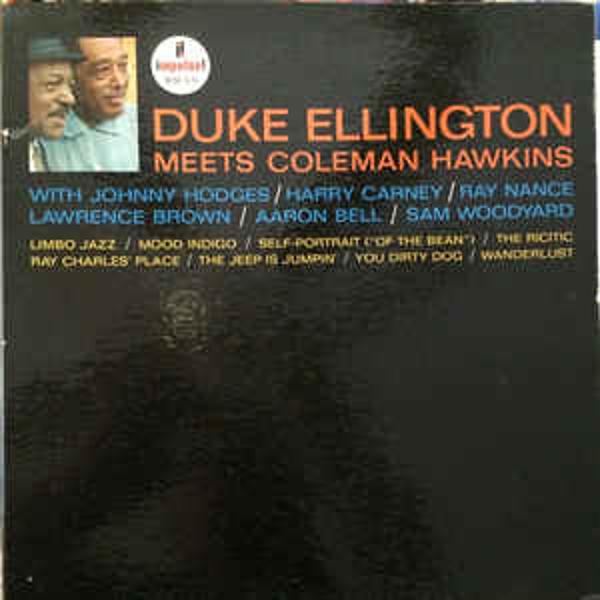 impulse!
DUKE ELLINGTON
MEETS COLEMAN HAWKINS
WITH JOHNNY HODGES / HARRY CARNEY / RAY NANCE
LAWRENCE BROWN / AARON BELL / SAM WOODYARD
LIMBO JAZZ / MOOD INDIGO / SELF-PORTRAIT ("OF THE BEAN") / THE RICITIC
RAY CHARLES' PLACE / THE JEEP IS JUMPIN' / YOU DIRTY DOG / WANDERLUST